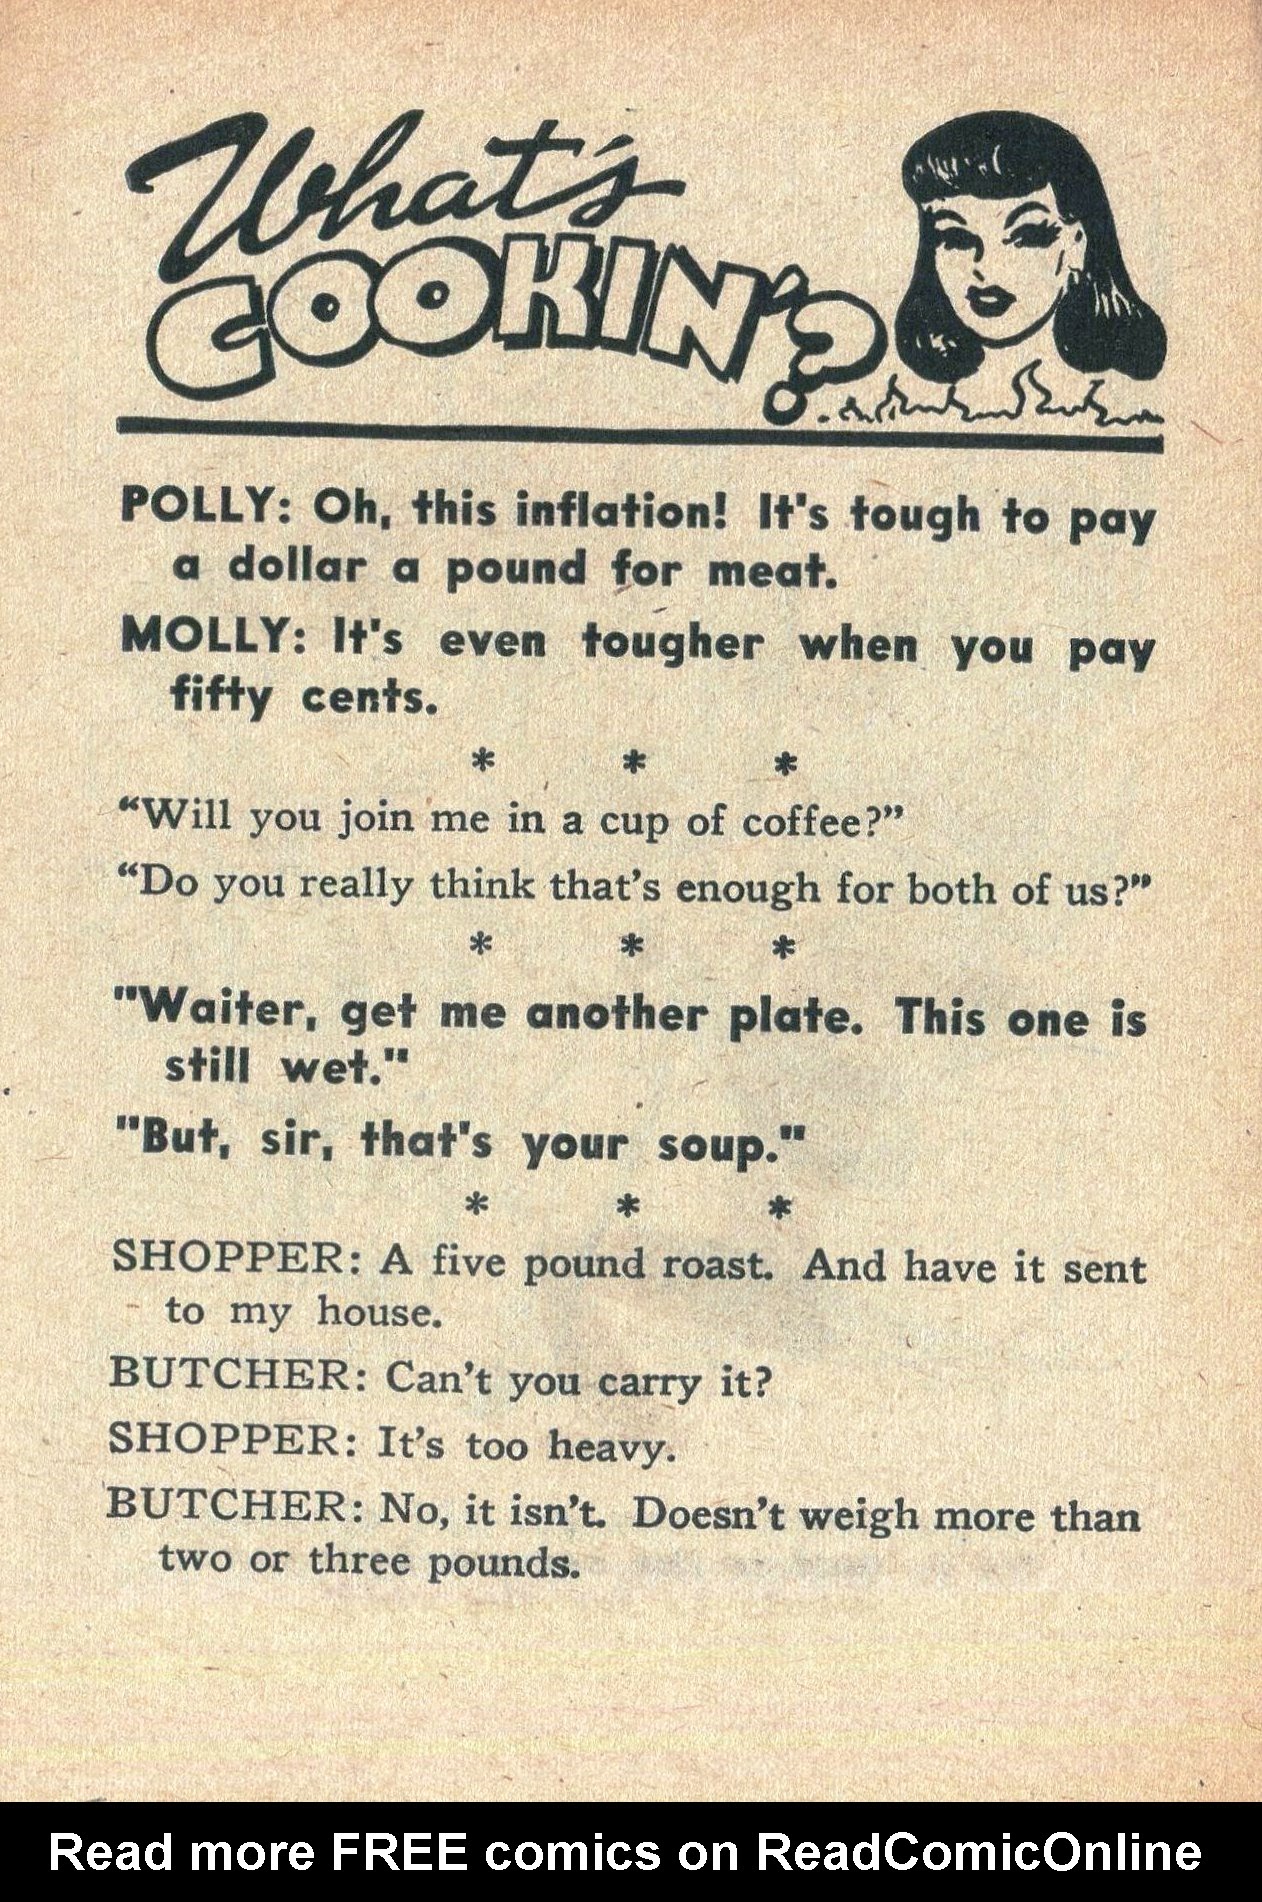 What's
COOKIN'?
POLLY: Oh, this inflation! It's tough to pay
a dollar a pound for meat.
MOLLY: It's even tougher when you pay
fifty cents.
* * *
“Will you join me in a cup of coffee?”
“Do you really think that's enough for both of us?”
* * *
"Waiter, get me another plate. This one is
still wet."
"But, sir, that's your soup."
* * *
SHOPPER: A five pound roast. And have it sent
to my house.
BUTCHER: Can't you carry it?
SHOPPER: It's too heavy.
BUTCHER: No, it isn't. Doesn't weigh more than
two or three pounds.
Read more FREE comics on ReadComicOnline